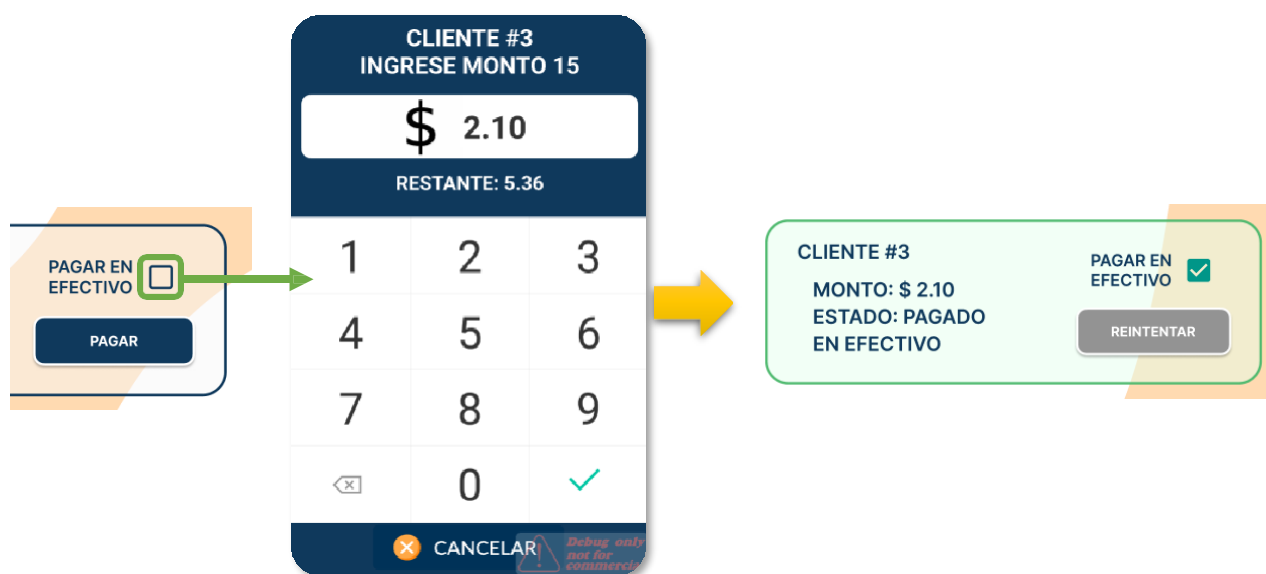 PAGAR EN
EFECTIVO
PAGAR
CLIENTE #3
INGRESE MONTO 15
$ 2.10
RESTANTE: 5.36
1 2 3
4 5 6
7 8 9
0
CANCELAR
Debug only
not for
commercial
CLIENTE #3
MONTO: $ 2.10
ESTADO: PAGADO
EN EFECTIVO
PAGAR EN
EFECTIVO
REINTENTAR